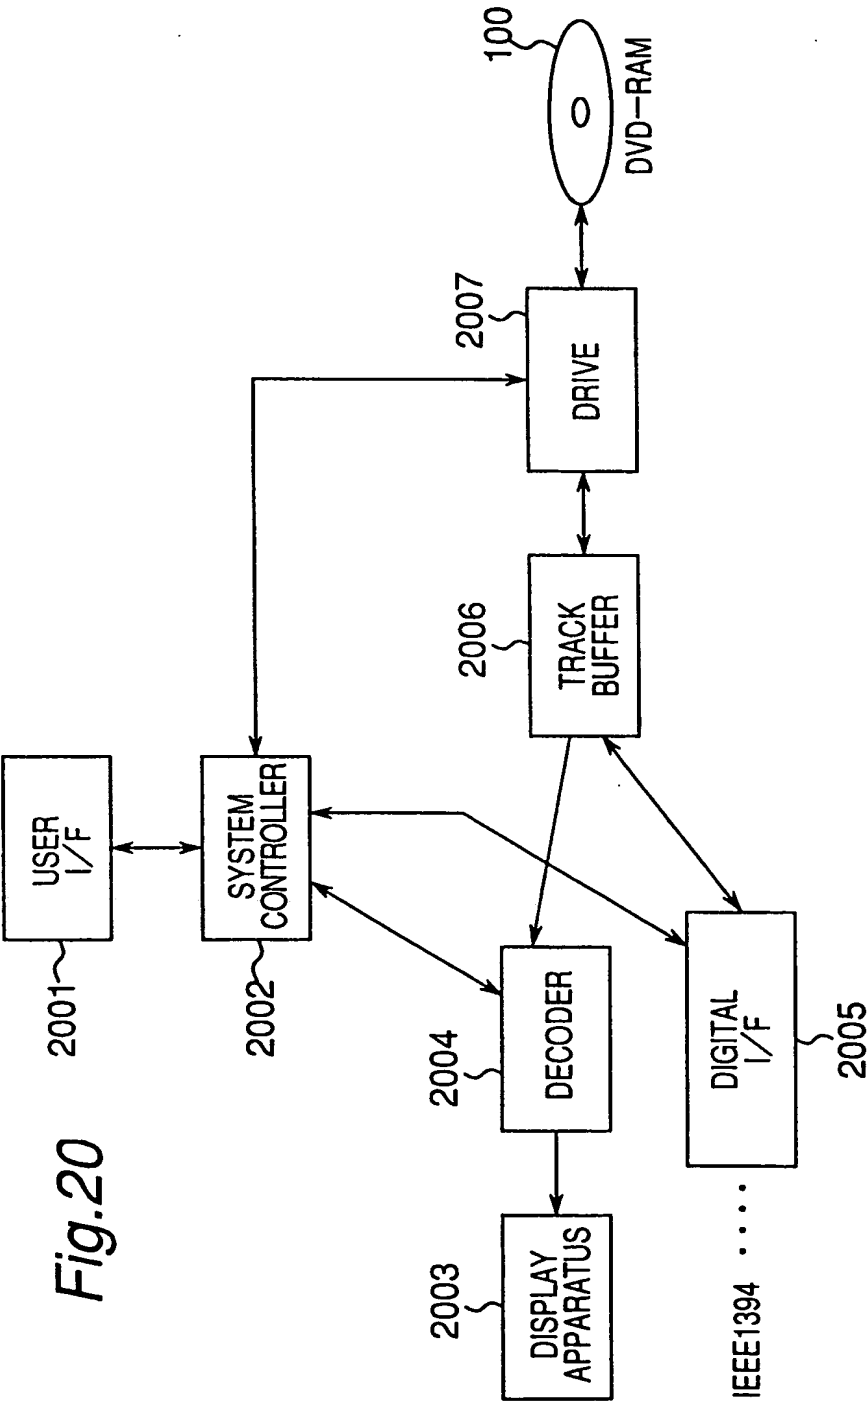 Fig.20
2001
USER
I/F
2002
SYSTEM
CONTROLLER
2003
DISPLAY
APPARATUS
2004
DECODER
2006
TRACK
BUFFER
2007
DRIVE
100
DVD-RAM
IEEE1394 ....
DIGITAL
I/F
2005